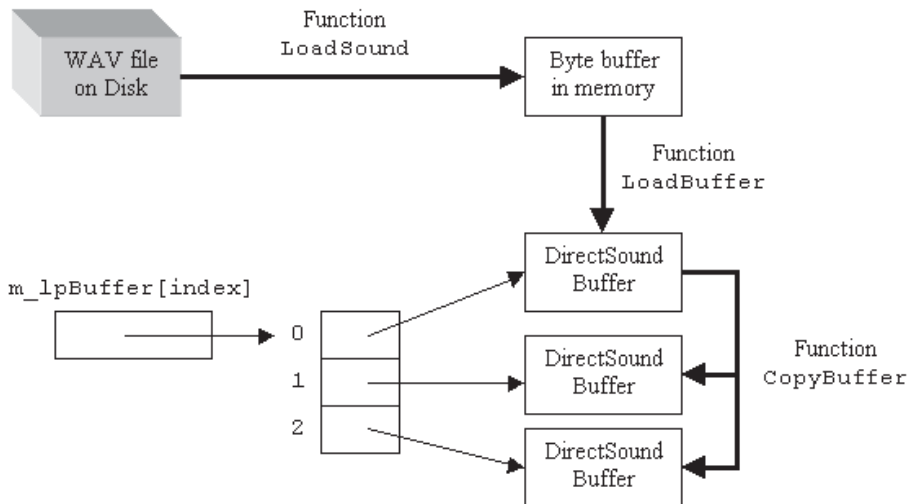 Function
LoadSound
WAV file
on Disk
Byte buffer
in memory
Function
LoadBuffer
DirectSound
Buffer
m_lpBuffer[index]
0
1
2
DirectSound
Buffer
Function
CopyBuffer
DirectSound
Buffer